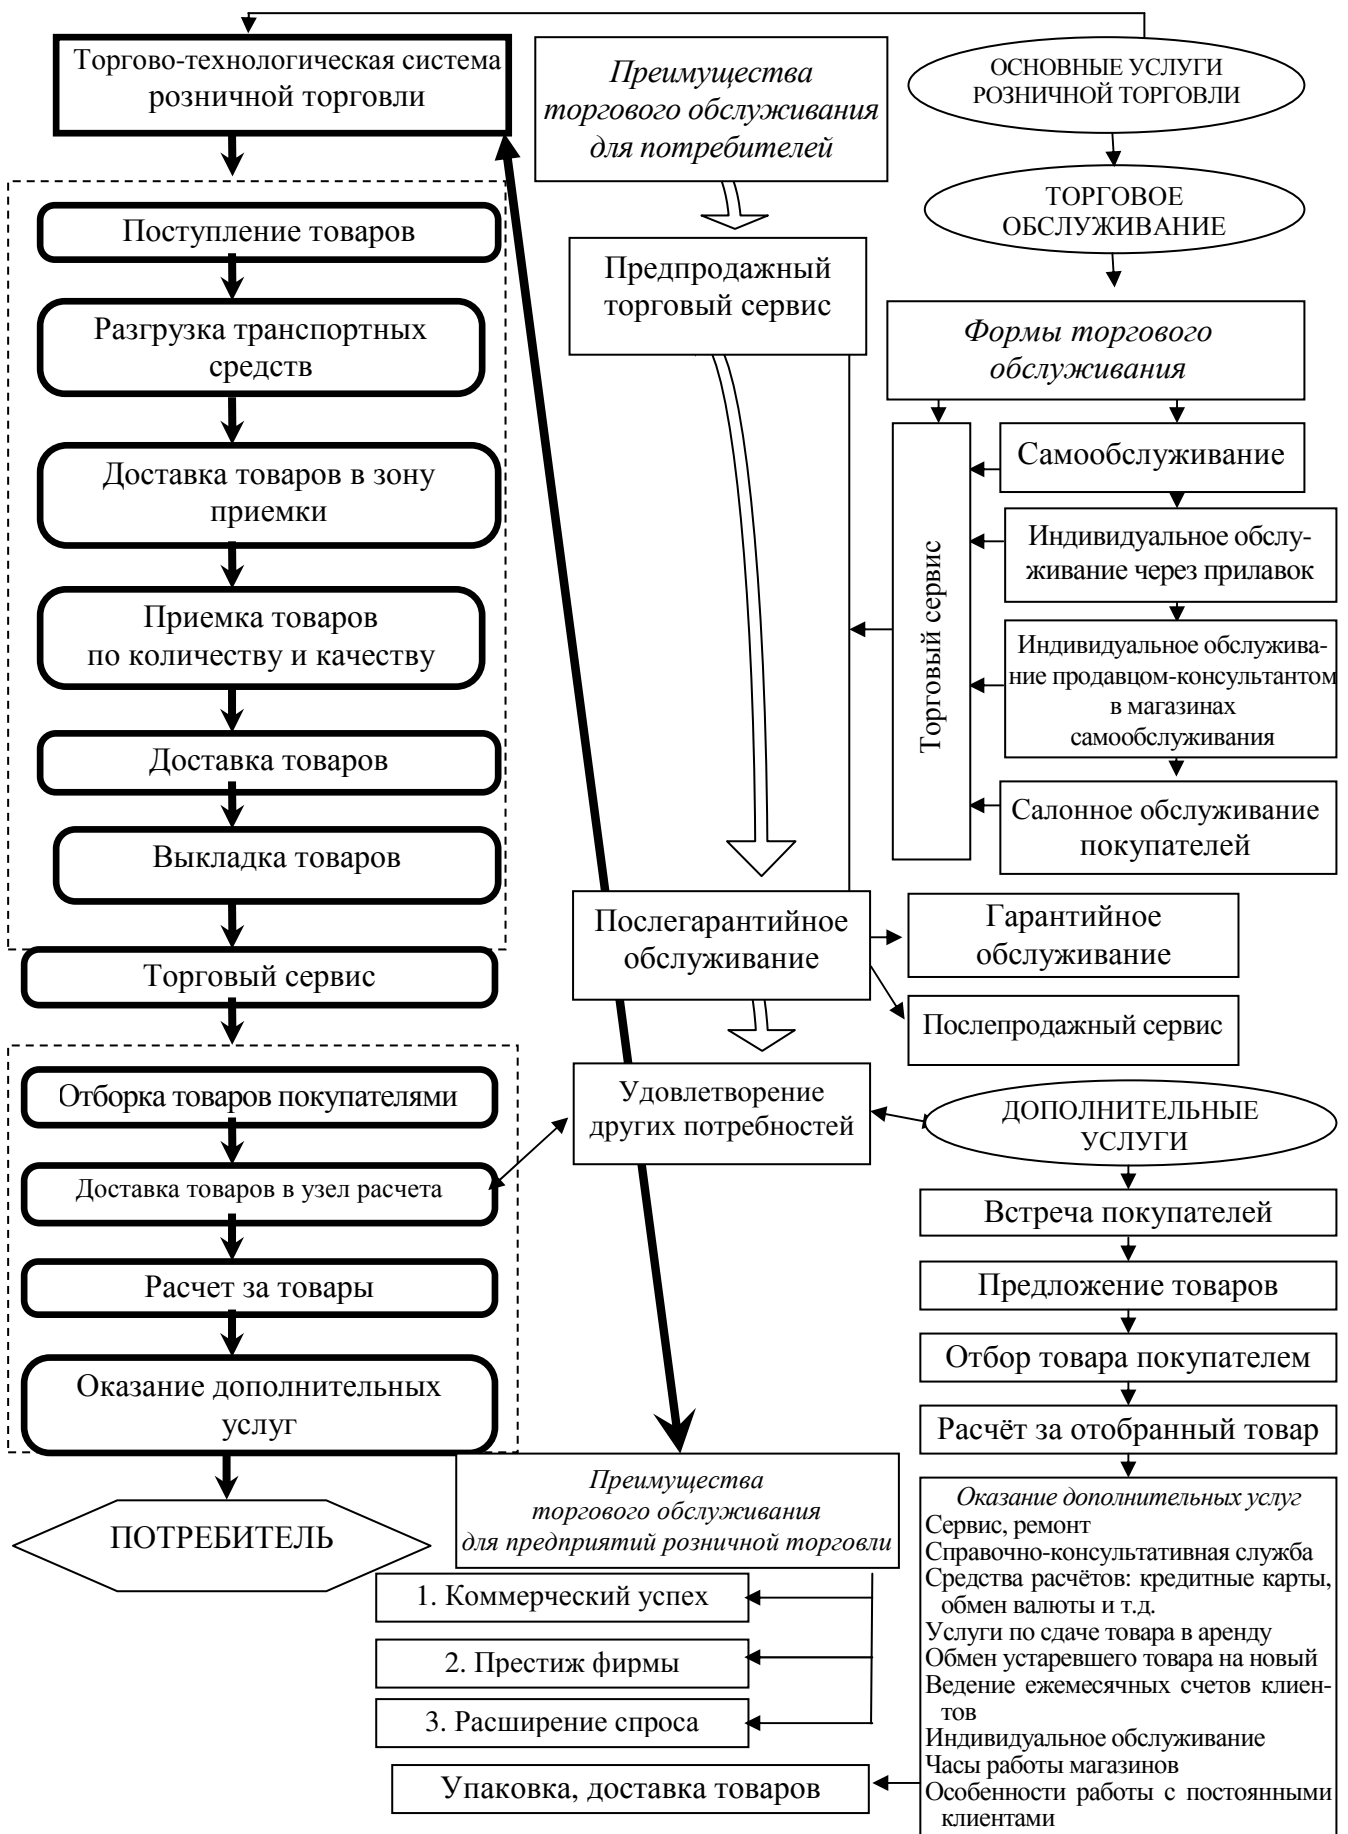 Торгово-технологическая система
розничной торговли
Поступление товаров
Разгрузка транспортных
средств
Доставка товаров в зону
приемки
Приемка товаров
по количеству и качеству
Доставка товаров
Выкладка товаров
Торговый сервис
Отборка товаров покупателями
Доставка товаров в узел расчета
Расчет за товары
Оказание дополнительных
услуг
ПОТРЕБИТЕЛЬ
Преимущества
торгового обслуживания
для потребителей
Предпродажный
торговый сервис
Послегарантийное
обслуживание
Гарантийное
обслуживание
Послепродажный сервис
Удовлетворение
других потребностей
Преимущества
торгового обслуживания
для предприятий розничной торговли
1. Коммерческий успех
2. Престиж фирмы
3. Расширение спроса
Упаковка, доставка товаров
ОСНОВНЫЕ УСЛУГИ
РОЗНИЧНОЙ ТОРГОВЛИ
ТОРГОВОЕ
ОБСЛУЖИВАНИЕ
Формы торгового
обслуживания
Торговый сервис
Самообслуживание
Индивидуальное обслу-
живание через прилавок
Индивидуальное обслужива-
ние продавцом-консультантом
в магазинах
самообслуживания
Салонное обслуживание
покупателей
ДОПОЛНИТЕЛЬНЫЕ
УСЛУГИ
Встреча покупателей
Предложение товаров
Отбор товара покупателем
Расчёт за отобранный товар
Оказание дополнительных услуг
Сервис, ремонт
Справочно-консультативная служба
Средства расчётов: кредитные карты,
обмен валюты и т.д.
Услуги по сдаче товара в аренду
Обмен устаревшего товара на новый
Ведение ежемесячных счетов клиен-
тов
Индивидуальное обслуживание
Часы работы магазинов
Особенности работы с постоянными
клиентами